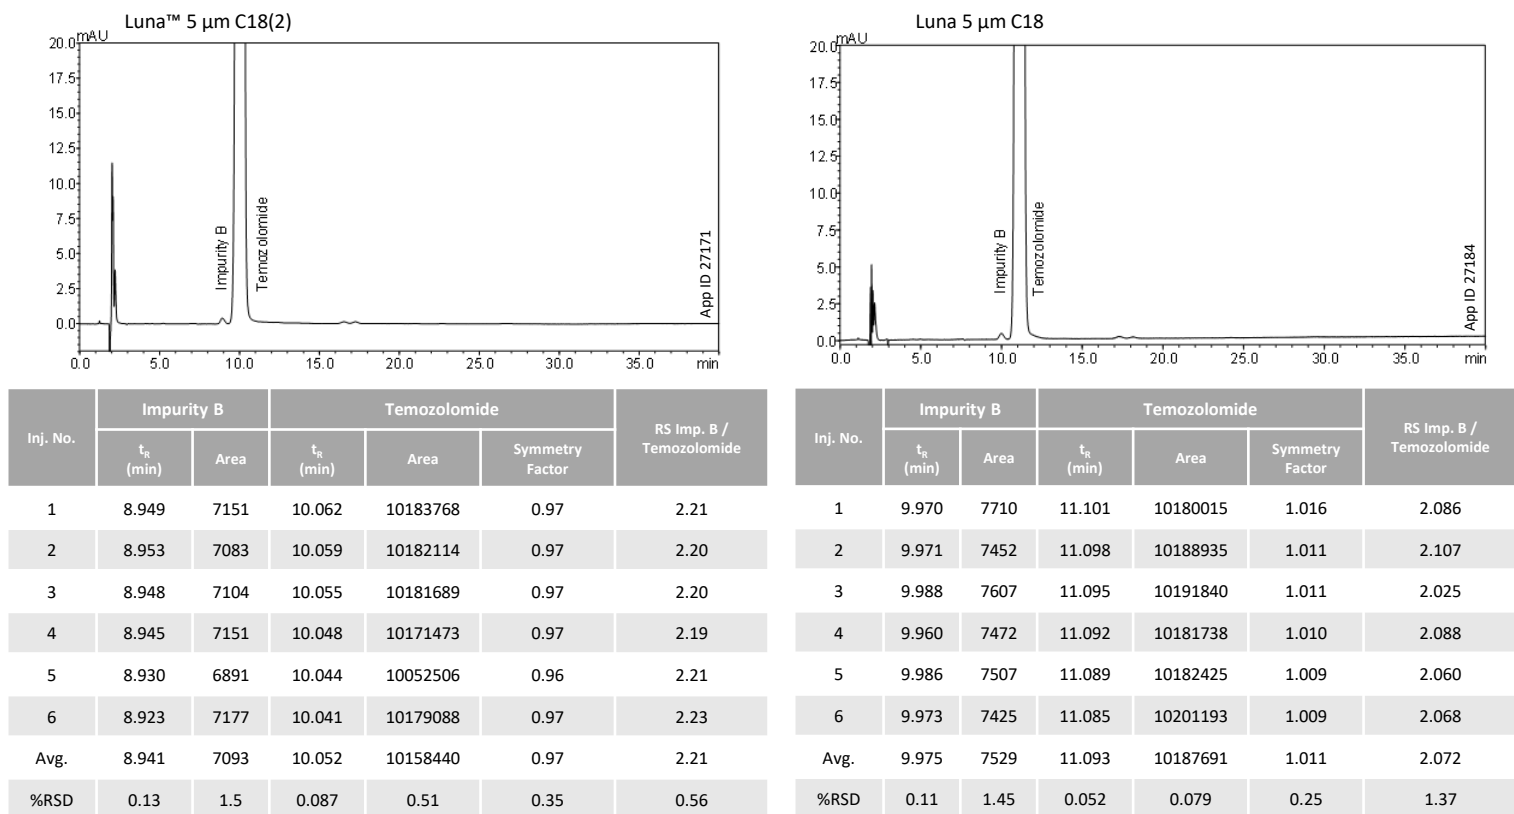 Luna™ 5 µm C18(2)
mAU
20.0
17.5
15.0
12.5
10.0
7.5
5.0
2.5
0.0
Impurity B
Temozolomide
App ID 27171
0.0 5.0 10.0 15.0 20.0 25.0 30.0 35.0 min
Luna 5 µm C18
mAU
20.0
17.5
15.0
12.5
10.0
7.5
5.0
2.5
0.0
Impurity B
Temozolomide
App ID 27184
0.0 5.0 10.0 15.0 20.0 25.0 30.0 35.0 min
Inj. No. Impurity B Temozolomide RS Imp. B / Temozolomide
tR (min) Area tR (min) Area Symmetry Factor
1 8.949 7151 10.062 10183768 0.97 2.21
2 8.953 7083 10.059 10182114 0.97 2.20
3 8.948 7104 10.055 10181689 0.97 2.20
4 8.945 7151 10.048 10171473 0.97 2.19
5 8.930 6891 10.044 10052506 0.96 2.21
6 8.923 7177 10.041 10179088 0.97 2.23
Avg. 8.941 7093 10.052 10158440 0.97 2.21
%RSD 0.13 1.5 0.087 0.51 0.35 0.56
Inj. No. Impurity B Temozolomide RS Imp. B / Temozolomide
tR (min) Area tR (min) Area Symmetry Factor
1 9.970 7710 11.101 10180015 1.016 2.086
2 9.971 7452 11.098 10188935 1.011 2.107
3 9.988 7607 11.095 10191840 1.011 2.025
4 9.960 7472 11.092 10181738 1.010 2.088
5 9.986 7507 11.089 10182425 1.009 2.060
6 9.973 7425 11.085 10201193 1.009 2.068
Avg. 9.975 7529 11.093 10187691 1.011 2.072
%RSD 0.11 1.45 0.052 0.079 0.25 1.37